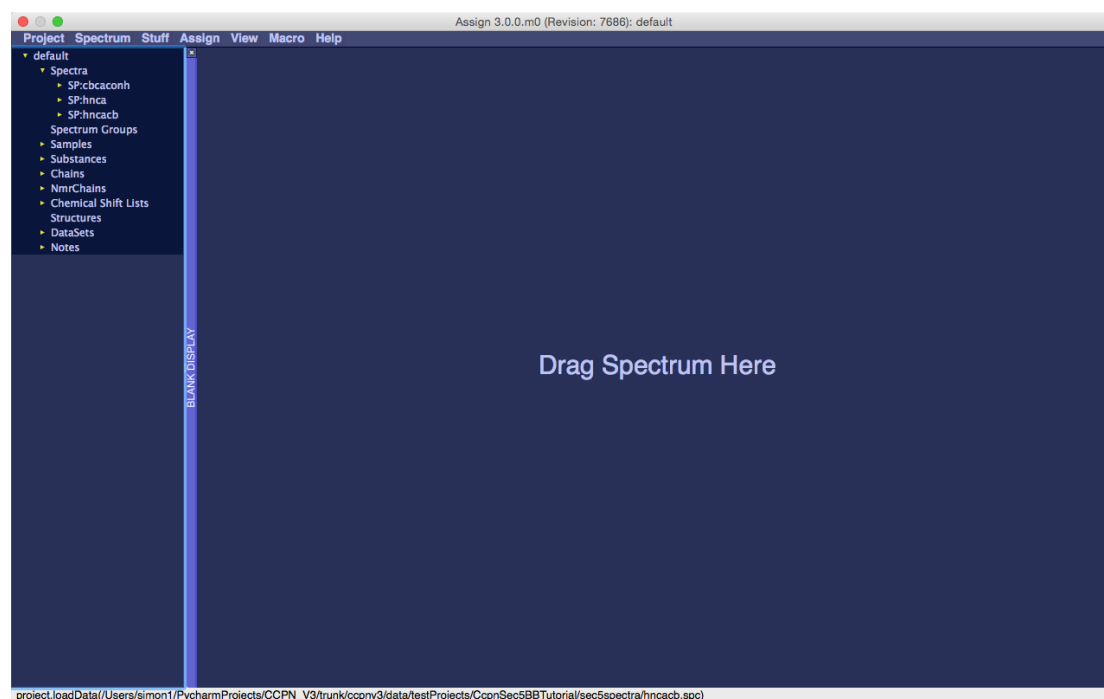 Assign 3.0.0.m0 (Revision: 7686): default
Project Spectrum Stuff Assign View Macro Help
default
Spectra
SP:cbcaconh
SP:hnca
SP:hncacb
Spectrum Groups
Samples
Substances
Chains
NmrChains
Chemical Shift Lists
Structures
DataSets
Notes
BLANK DISPLAY
Drag Spectrum Here
project.loadData(/Users/simon1/PycharmProjects/CCPN_V3/trunk/ccpnv3/data/testProjects/CcpnSec5BBTutorial/sec5spectra/hncacb.spc)